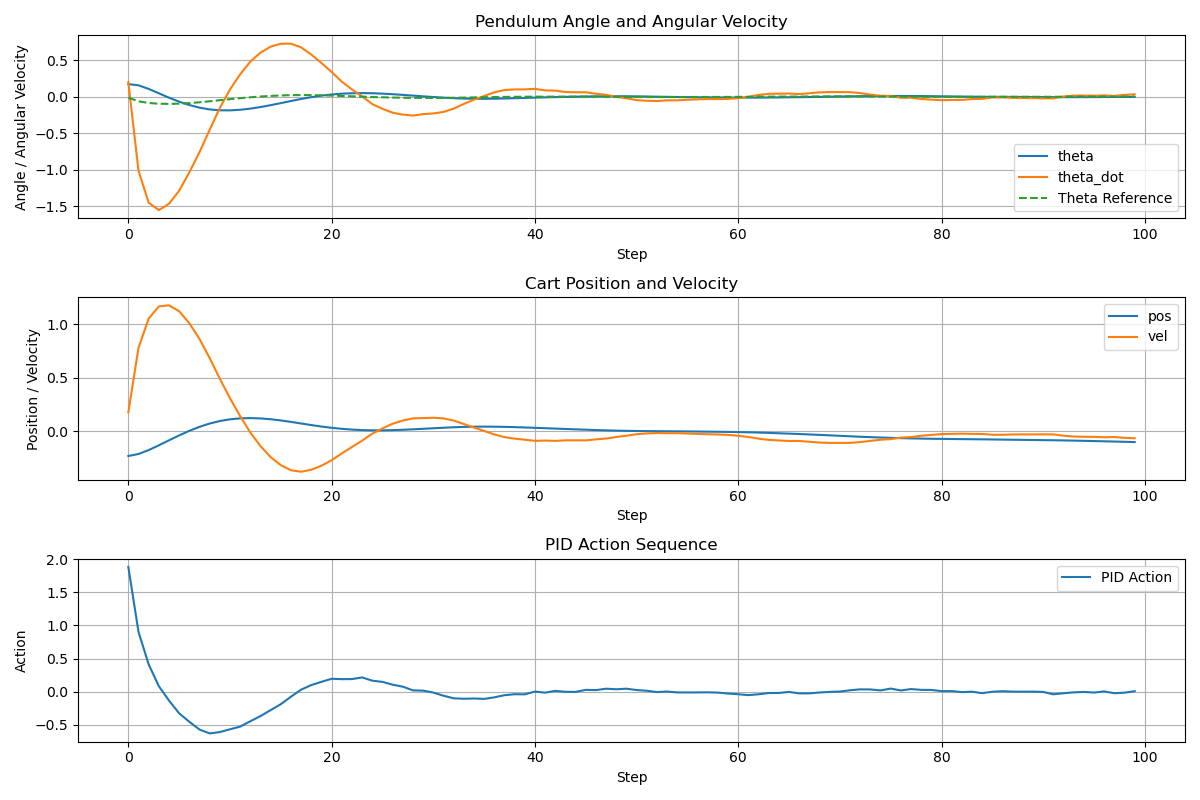 Pendulum Angle and Angular Velocity
Angle / Angular Velocity
0.5
0.0
−0.5
−1.0
−1.5
theta
theta_dot
Theta Reference
0 20 40 60 80 100
Step
Cart Position and Velocity
Position / Velocity
1.0
0.5
0.0
pos
vel
0 20 40 60 80 100
Step
PID Action Sequence
Action
2.0
1.5
1.0
0.5
0.0
−0.5
PID Action
0 20 40 60 80 100
Step